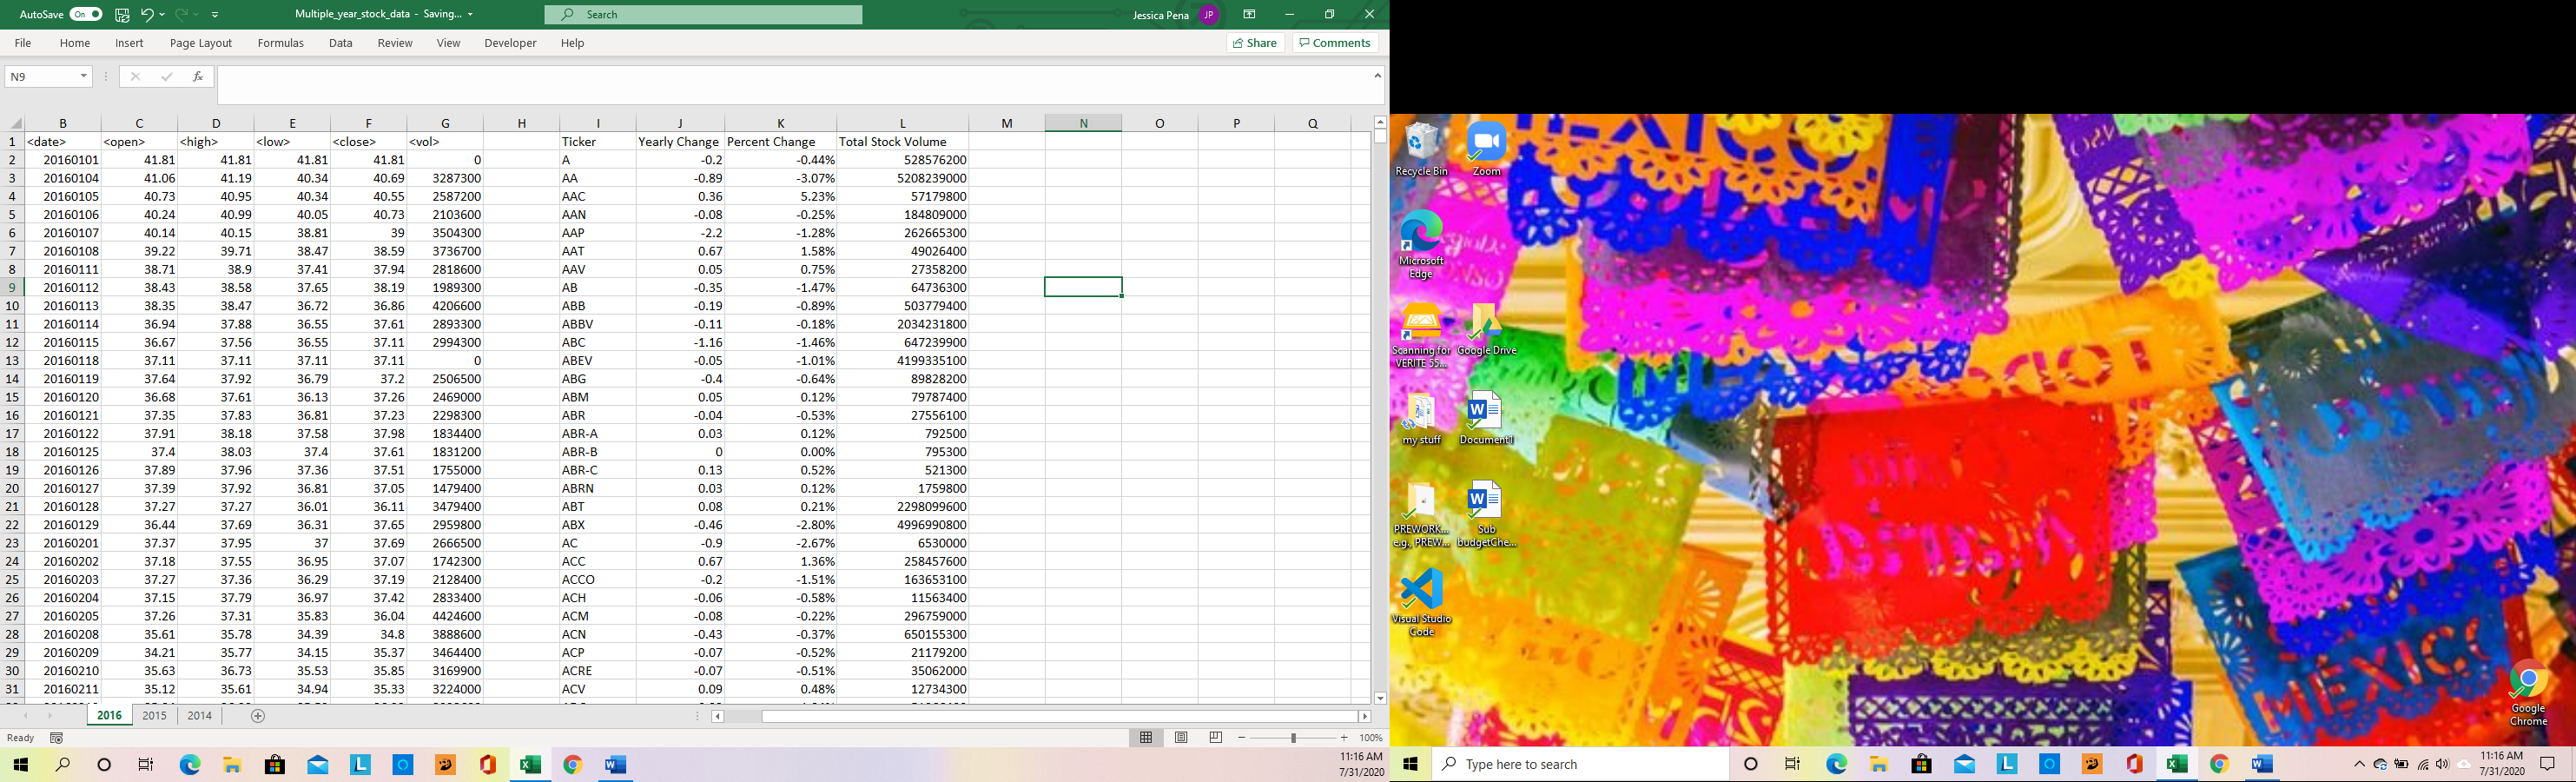 AutoSave On Multiple_year_stock_data - Saving... Search Jessica Pena JP
File Home Insert Page Layout Formulas Data Review View Developer Help Share Comments
N9 fx
B C D E F G H I J K L M N O P Q
1 <date> <open> <high> <low> <close> <vol> Ticker Yearly Change Percent Change Total Stock Volume
2 20160101 41.81 41.81 41.81 41.81 0 A -0.2 -0.44% 528576200
3 20160104 41.06 41.19 40.34 40.69 3287300 AA -0.89 -3.07% 5208239000
4 20160105 40.73 40.95 40.34 40.55 2587200 AAC 0.36 5.23% 57179800
5 20160106 40.24 40.99 40.05 40.73 2103600 AAN -0.08 -0.25% 184809000
6 20160107 40.14 40.15 38.81 39 3504300 AAP -2.2 -1.28% 262665300
7 20160108 39.22 39.71 38.47 38.59 3736700 AAT 0.67 1.58% 49026400
8 20160111 38.71 38.9 37.41 37.94 2818600 AAV 0.05 0.75% 27358200
9 20160112 38.43 38.58 37.65 38.19 1989300 AB -0.35 -1.47% 64736300
10 20160113 38.35 38.47 36.72 36.86 4206600 ABB -0.19 -0.89% 503779400
11 20160114 36.94 37.88 36.55 37.61 2893300 ABBV -0.11 -0.18% 2034231800
12 20160115 36.67 37.56 36.55 37.11 2994300 ABC -1.16 -1.46% 647239900
13 20160118 37.11 37.11 37.11 37.11 0 ABEV -0.05 -1.01% 4199335100
14 20160119 37.64 37.92 36.79 37.2 2506500 ABG -0.4 -0.64% 89828200
15 20160120 36.68 37.61 36.13 37.26 2469000 ABM 0.05 0.12% 79787400
16 20160121 37.35 37.83 36.81 37.23 2298300 ABR -0.04 -0.53% 27556100
17 20160122 37.91 38.18 37.58 37.98 1834400 ABR-A 0.03 0.12% 792500
18 20160125 37.4 38.03 37.4 37.61 1831200 ABR-B 0 0.00% 795300
19 20160126 37.89 37.96 37.36 37.51 1755000 ABR-C 0.13 0.52% 521300
20 20160127 37.39 37.92 36.81 37.05 1479400 ABRN 0.03 0.12% 1759800
21 20160128 37.27 37.27 36.01 36.11 3479400 ABT 0.08 0.21% 2298099600
22 20160129 36.44 37.69 36.31 37.65 2959800 ABX -0.46 -2.80% 4996990800
23 20160201 37.37 37.95 37 37.69 2666500 AC -0.9 -2.67% 6530000
24 20160202 37.18 37.55 36.95 37.07 1742300 ACC 0.67 1.36% 258457600
25 20160203 37.27 37.36 36.29 37.19 2128400 ACCO -0.2 -1.51% 163653100
26 20160204 37.15 37.79 36.97 37.42 2833400 ACH -0.06 -0.58% 11563400
27 20160205 37.26 37.31 35.83 36.04 4424600 ACM -0.08 -0.22% 296759000
28 20160208 35.61 35.78 34.39 34.8 3888600 ACN -0.43 -0.37% 650155300
29 20160209 34.21 35.77 34.15 35.37 3464400 ACP -0.07 -0.52% 21179200
30 20160210 35.63 36.73 35.53 35.85 3169900 ACRE -0.07 -0.51% 35062000
31 20160211 35.12 35.61 34.94 35.33 3224000 ACV 0.09 0.48% 12734300
2016 2015 2014
Ready 100%
11:16 AM
7/31/2020
Recycle Bin Zoom
Microsoft
Edge
Scanning for Google Drive
VERITE 55...
my stuff Document1
PREWORK... Sub
e.g., PREW... budgetChe...
Visual Studio
Code
MEXICO
Google
Chrome
Type here to search
11:16 AM
7/31/2020